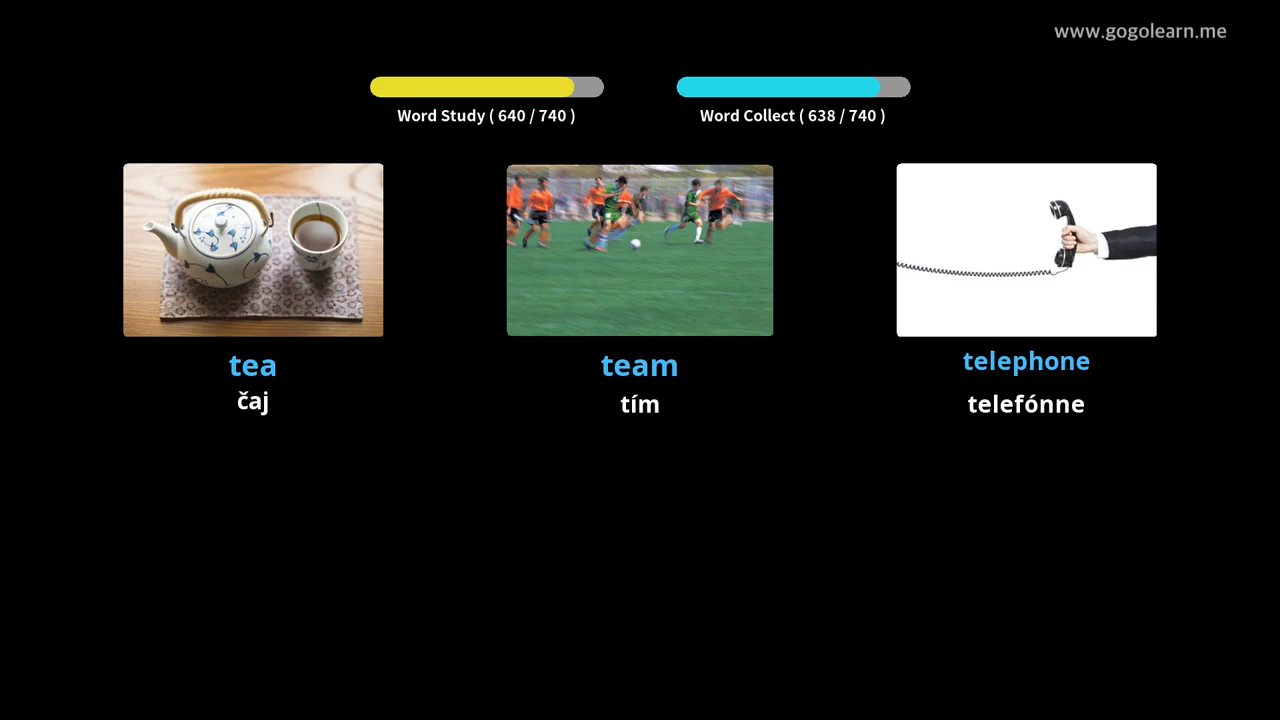 www.gogolearn.me
Word Study ( 640 / 740 )
Word Collect ( 638 / 740 )
tea
team
telephone
čaj
tím
telefónne